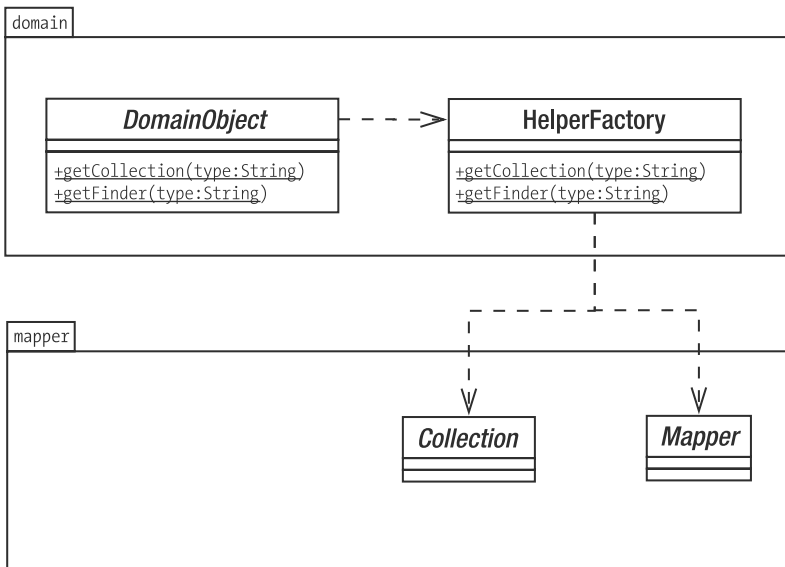 domain
DomainObject
+getCollection(type:String)
+getFinder(type:String)
HelperFactory
+getCollection(type:String)
+getFinder(type:String)
mapper
Collection
Mapper